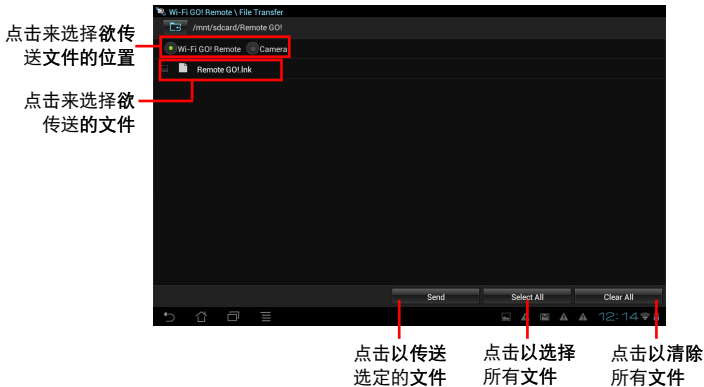 Wi-Fi GO! Remote \ File Transfer
/mnt/sdcard/Remote GO!
点击来选择欲传
送文件的位置
Wi-Fi GO! Remote Camera
Remote GO!.lnk
点击来选择欲
传送的文件
Send Select All Clear All
12:14
点击以传送
选定的文件
点击以选择
所有文件
点击以清除
所有文件